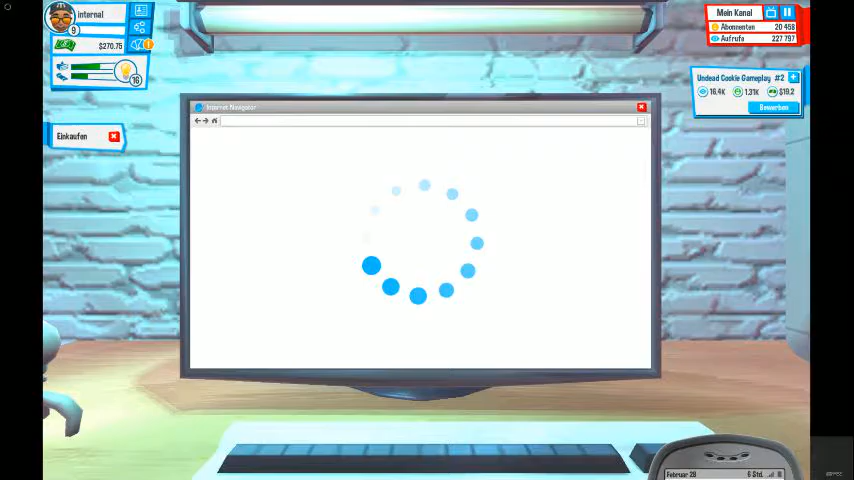 internal
9
$270.75
16
Einkaufen
Internet Navigator
Mein Kanal
Abonnenten 20 458
Aufrufe 227 797
Undead Cookie Gameplay #2
16.4K 1.31K $19.2
Bewerben
Februar 28 6 Std.